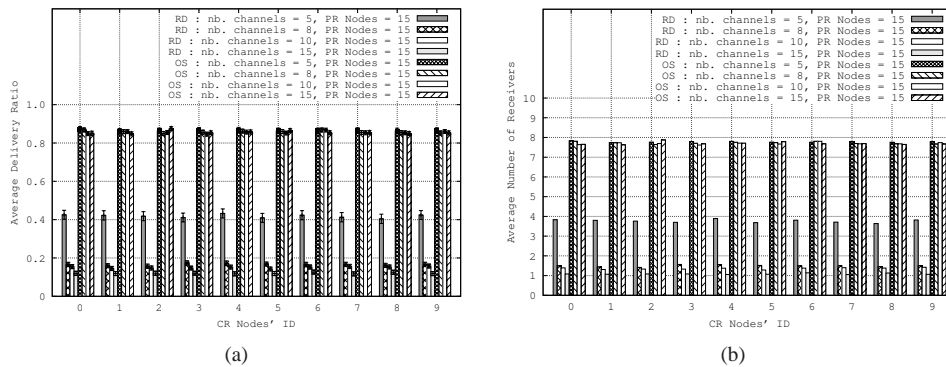 RD : nb. channels = 5, PR Nodes = 15
RD : nb. channels = 8, PR Nodes = 15
RD : nb. channels = 10, PR Nodes = 15
RD : nb. channels = 15, PR Nodes = 15
OS : nb. channels = 5, PR Nodes = 15
OS : nb. channels = 8, PR Nodes = 15
OS : nb. channels = 10, PR Nodes = 15
OS : nb. channels = 15, PR Nodes = 15
Average Delivery Ratio
1.0
0.8
0.6
0.4
0.2
0
0 1 2 3 4 5 6 7 8 9
CR Nodes' ID
(a)
RD : nb. channels = 5, PR Nodes = 15
RD : nb. channels = 8, PR Nodes = 15
RD : nb. channels = 10, PR Nodes = 15
RD : nb. channels = 15, PR Nodes = 15
OS : nb. channels = 5, PR Nodes = 15
OS : nb. channels = 8, PR Nodes = 15
OS : nb. channels = 10, PR Nodes = 15
OS : nb. channels = 15, PR Nodes = 15
Average Number of Receivers
10
9
8
7
6
5
4
3
2
1
0
0 1 2 3 4 5 6 7 8 9
CR Nodes' ID
(b)